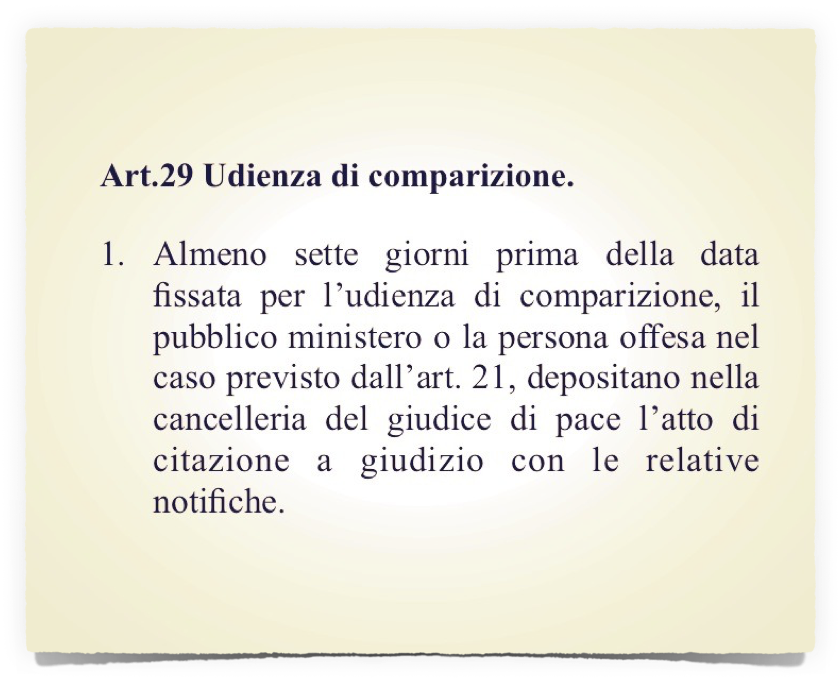 Art.29 Udienza di comparizione.
1. Almeno sette giorni prima della data
fissata per l’udienza di comparizione, il
pubblico ministero o la persona offesa nel
caso previsto dall’art. 21, depositano nella
cancelleria del giudice di pace l’atto di
citazione a giudizio con le relative
notifiche.